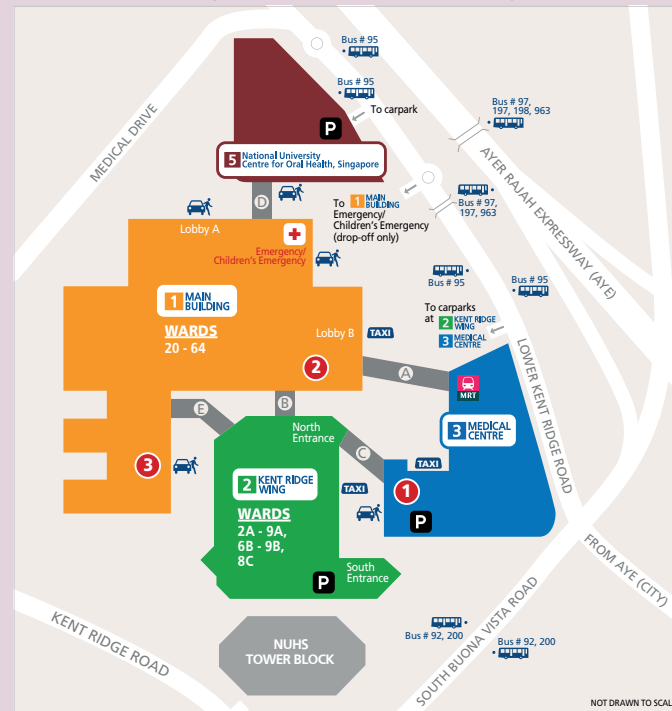 Bus # 95
Bus # 95
P
To carpark
Bus # 97,
197, 198, 963
MEDICAL DRIVE
5 National University
Centre for Oral Health, Singapore
AYER RAJAH EXPRESSWAY (AYE)
D
To 1 MAIN
BUILDING
Emergency/
Children's Emergency
(drop-off only)
Bus # 97,
197, 963
Lobby A
Emergency/
Children's Emergency
Bus # 95
Bus # 95
1 MAIN
BUILDING
WARDS
20 - 64
To carparks
at 2 KENT RIDGE
WING
3 MEDICAL
CENTRE
Lobby B
TAXI
2
A
MRT
LOWER KENT RIDGE ROAD
E
B
North
Entrance
C
3 MEDICAL
CENTRE
3
TAXI
2 KENT RIDGE
WING
TAXI
1
WARDS
2A - 9A,
6B - 9B,
8C
P
South
Entrance
P
FROM AYE (CITY)
KENT RIDGE ROAD
NUHS
TOWER BLOCK
SOUTH BUONA VISTA ROAD
Bus # 92, 200
Bus # 92, 200
NOT DRAWN TO SCAL